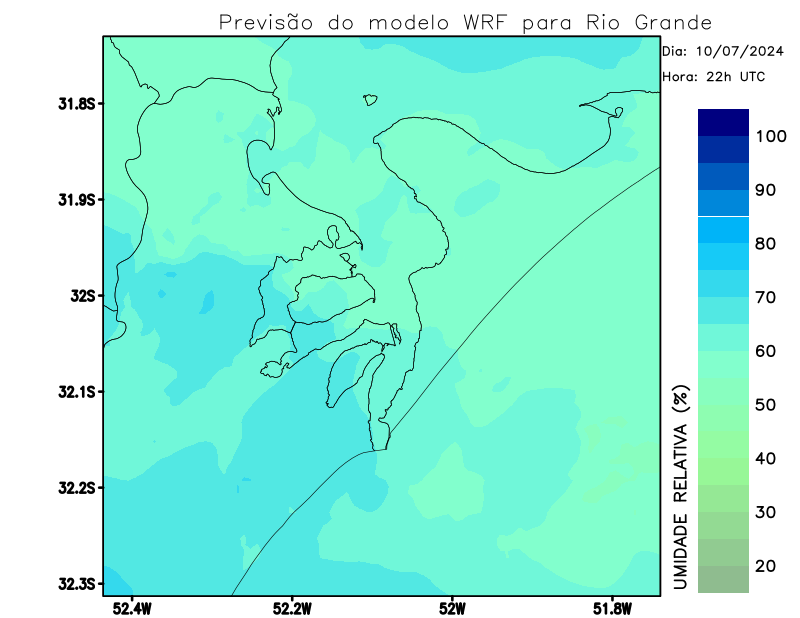 Previsão do modelo WRF para Rio Grande
Dia: 10/07/2024
Hora: 22h UTC
31.8S
31.9S
32S
32.1S
32.2S
32.3S
52.4W
52.2W
52W
51.8W
UMIDADE RELATIVA (%)
100
90
80
70
60
50
40
30
20